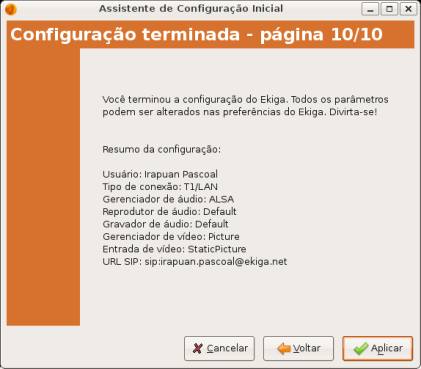 Assistente de Configuração Inicial
Configuração terminada - página 10/10
Você terminou a configuração do Ekiga. Todos os parâmetros
podem ser alterados nas preferências do Ekiga. Divirta-se!
Resumo da configuração:
Usuário: Irapuan Pascoal
Tipo de conexão: T1/LAN
Gerenciador de áudio: ALSA
Reprodutor de áudio: Default
Gravador de áudio: Default
Gerenciador de vídeo: Picture
Entrada de vídeo: StaticPicture
URL SIP: sip:irapuan.pascoal@ekiga.net
Cancelar Voltar Aplicar